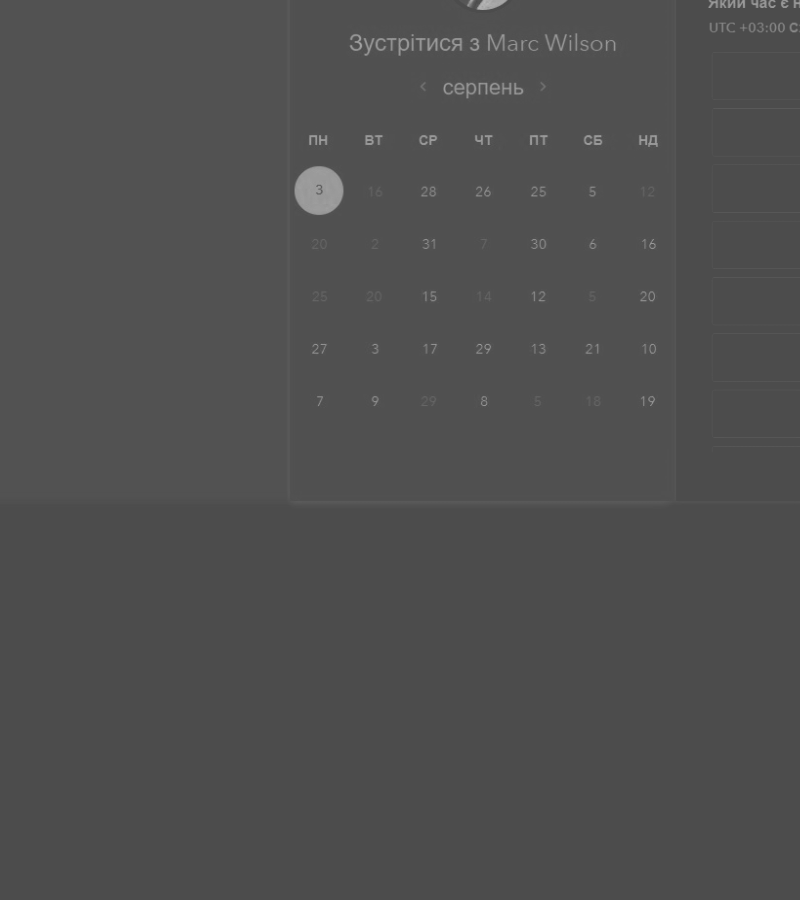 Який час є н
UTC +03:00
Зустрітися з Marc Wilson
серпень
ПН ВТ СР ЧТ ПТ СБ НД
3 16 28 26 25 5 12
20 2 31 7 30 6 16
25 20 15 14 12 5 20
27 3 17 29 13 21 10
7 9 29 8 5 18 19